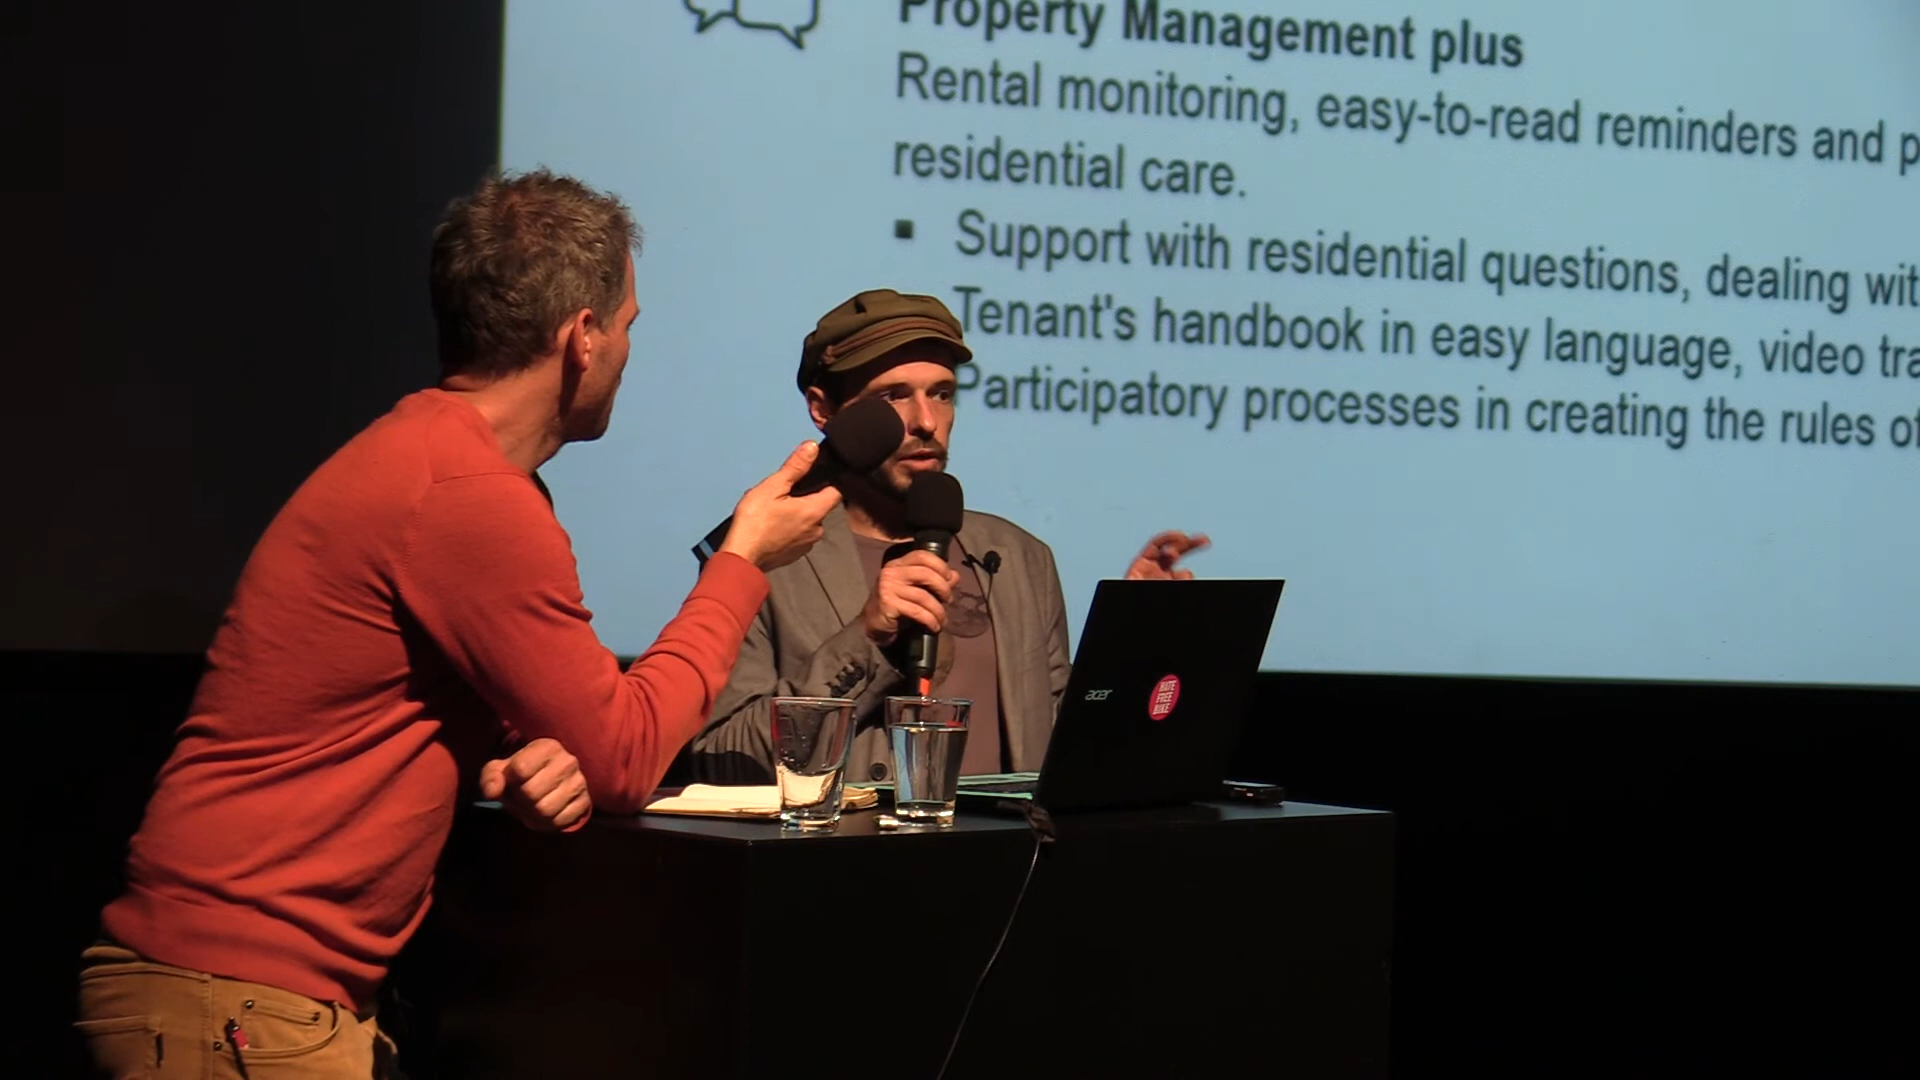 Property Management plus
Rental monitoring, easy-to-read reminders and p
residential care.
▪ Support with residential questions, dealing wit
Tenant's handbook in easy language, video tra
Participatory processes in creating the rules of
acer
HATE
FREE
BIKE